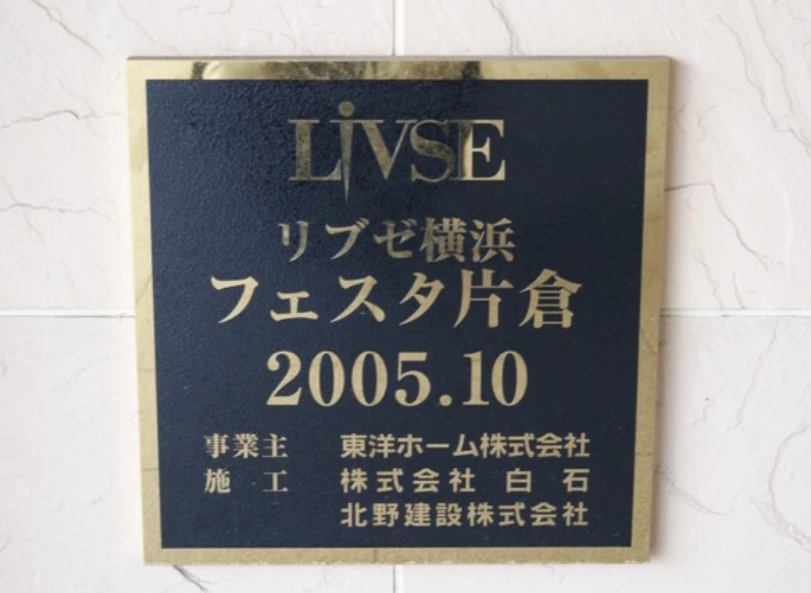 LiVSE
リブゼ横浜
フェスタ片倉
2005.10
事業主 東洋ホーム株式会社
施工 株式会社 白石
北野建設株式会社